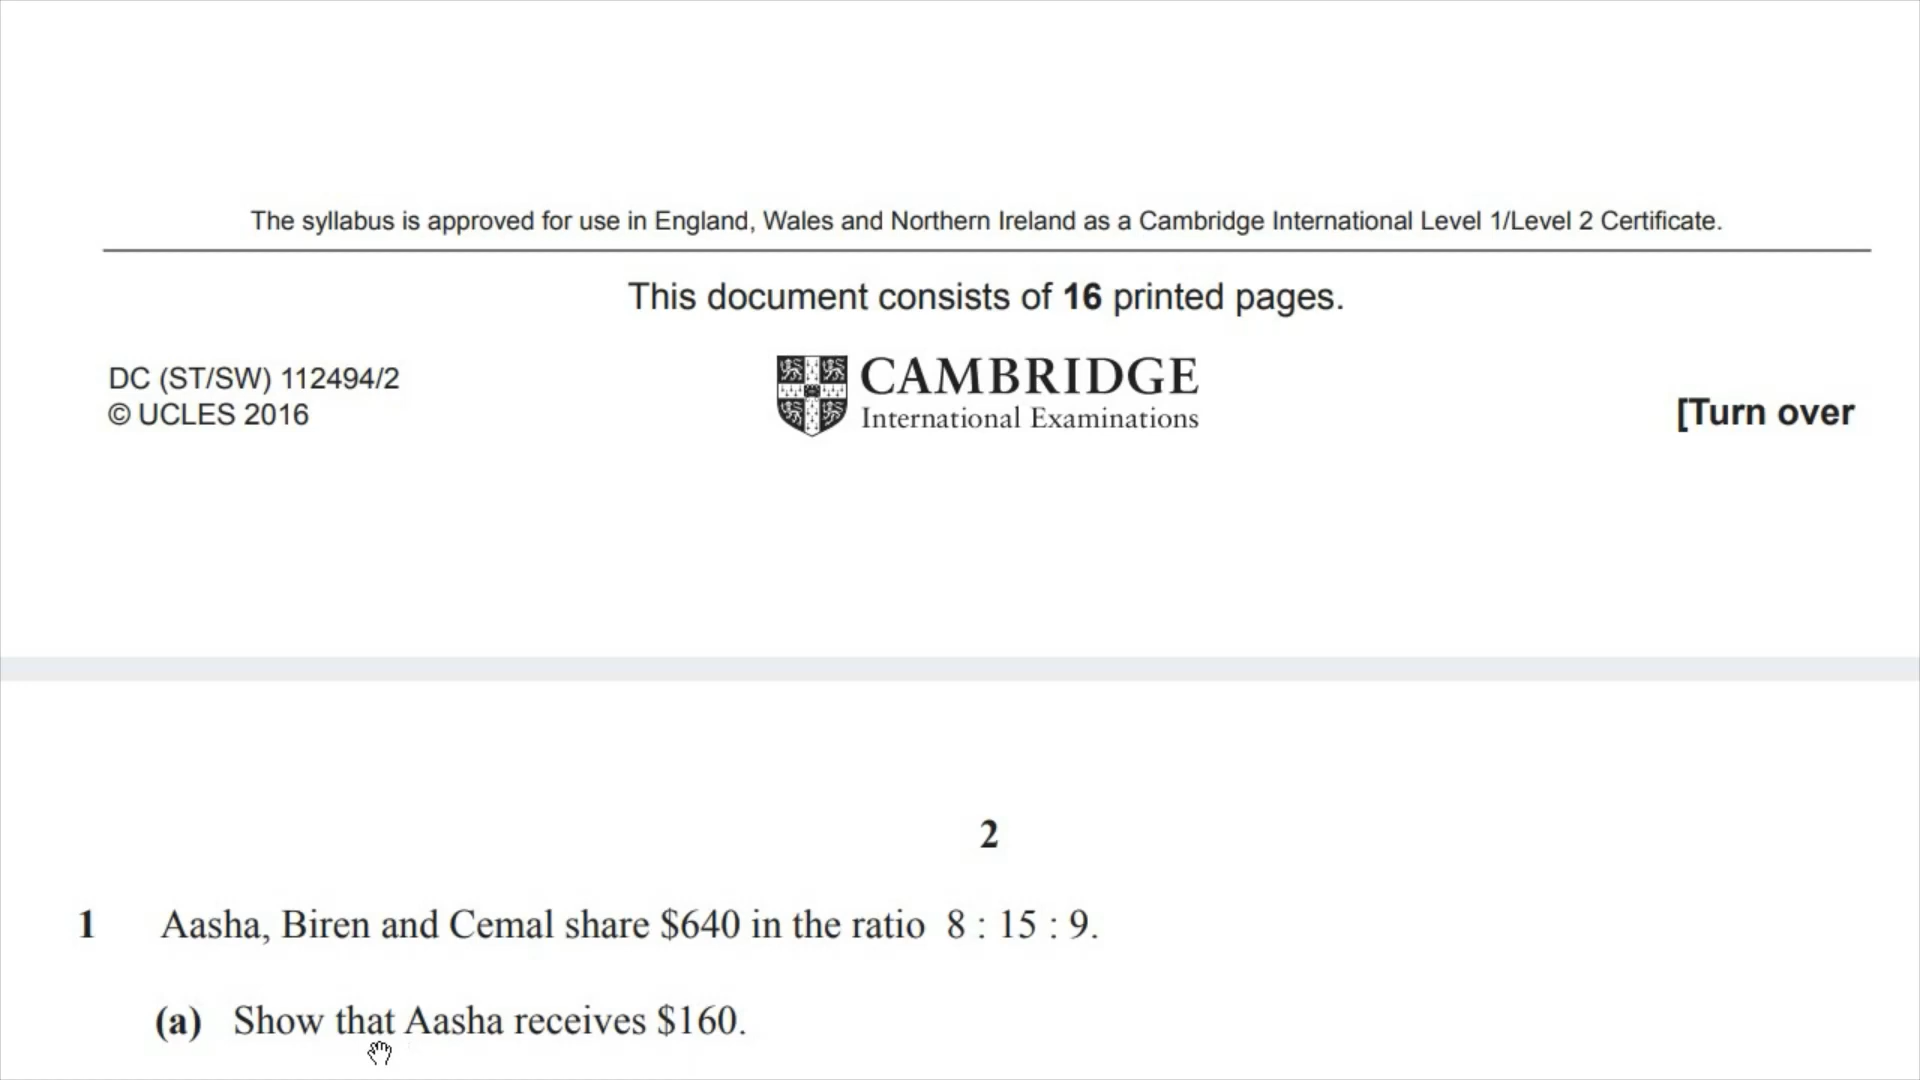 The syllabus is approved for use in England, Wales and Northern Ireland as a Cambridge International Level 1/Level 2 Certificate.
This document consists of 16 printed pages.
DC (ST/SW) 112494/2
© UCLES 2016
CAMBRIDGE
International Examinations
[Turn over
2
1 Aasha, Biren and Cemal share $640 in the ratio 8 : 15 : 9.
(a) Show that Aasha receives $160.